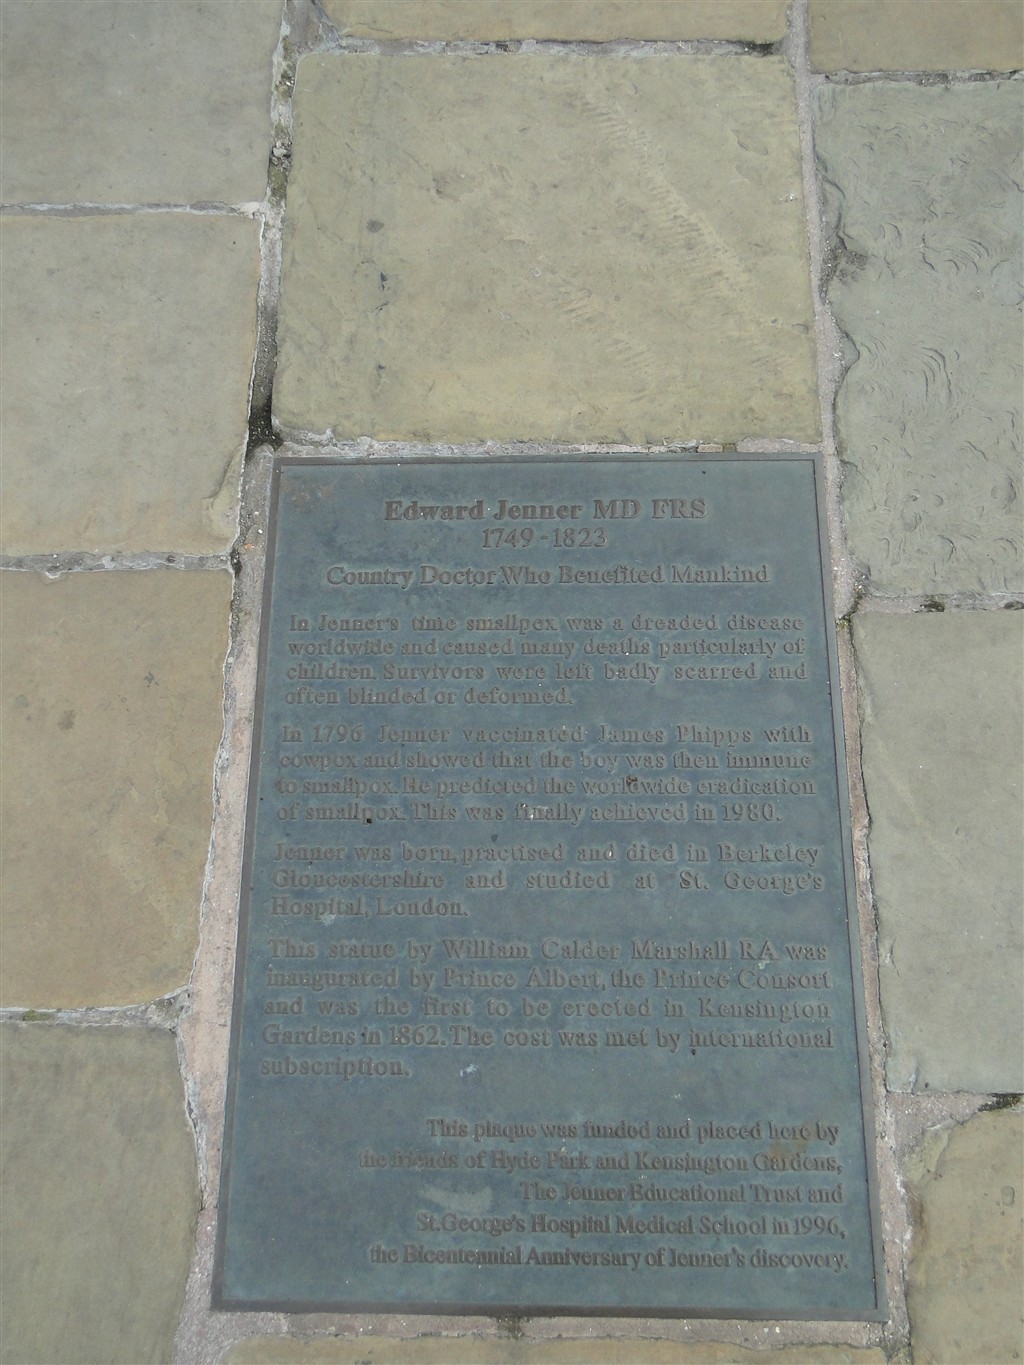 Edward Jenner MD FRS
1749-1823
Country Doctor Who Benefited Mankind
In Jenner's time smallpox was a dreaded disease
worldwide and caused many deaths particularly of
children. Survivors were left badly scarred and
often blinded or deformed.
In 1796 Jenner vaccinated James Phipps with
cowpox and showed that the boy was then immune
to smallpox. He predicted the worldwide eradication
of smallpox. This was finally achieved in 1980.
Jenner was born, practised and died in Berkeley
Gloucestershire and studied at St. George's
Hospital, London.
This statue by William Calder Marshall RA was
inaugurated by Prince Albert, the Prince Consort
and was the first to be erected in Kensington
Gardens in 1862. The cost was met by international
subscription.
This plaque was funded and placed here by
the friends of Hyde Park and Kensington Gardens,
The Jenner Educational Trust and
St. George's Hospital Medical School in 1996,
the Bicentennial Anniversary of Jenner's discovery.